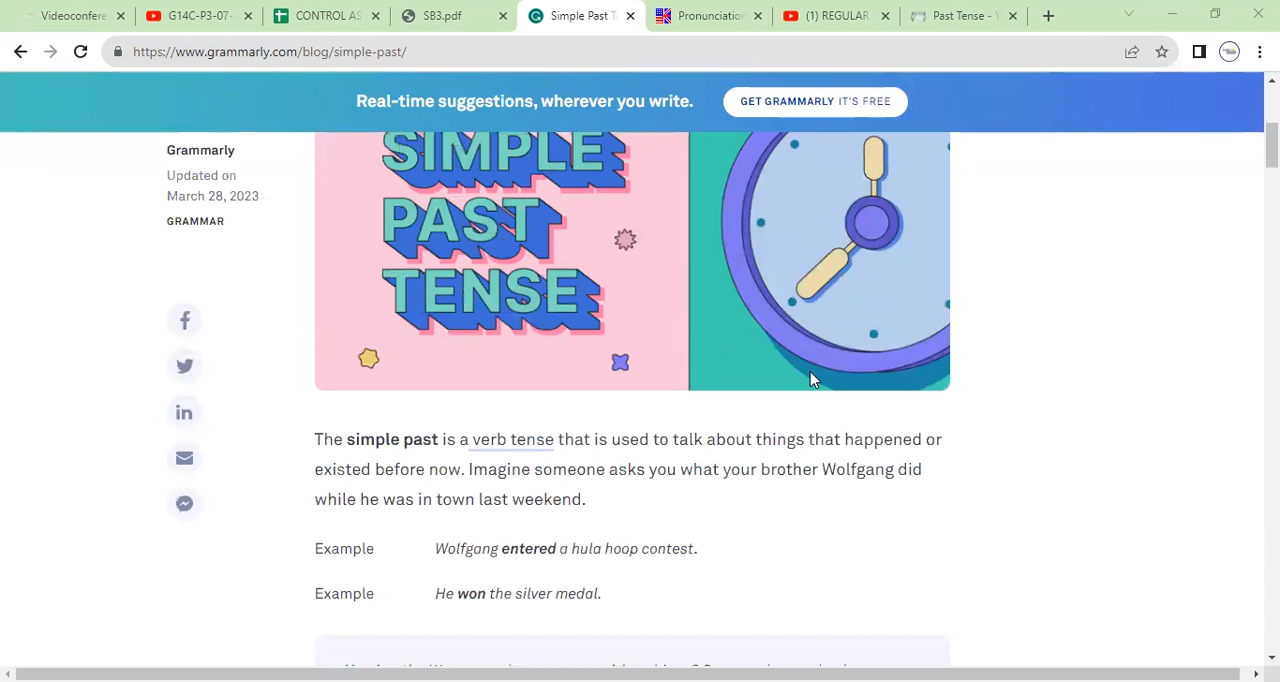 Videoconfere
G14C-P3-07-
CONTROL AS
SB3.pdf
Simple Past T
Pronunciation
(1) REGULAR
Past Tense -
https://www.grammarly.com/blog/simple-past/
Real-time suggestions, wherever you write.
GET GRAMMARLY IT'S FREE
SIMPLE
PAST
TENSE
Grammarly
Updated on
March 28, 2023
GRAMMAR
The simple past is a verb tense that is used to talk about things that happened or
existed before now. Imagine someone asks you what your brother Wolfgang did
while he was in town last weekend.
Example Wolfgang entered a hula hoop contest.
Example He won the silver medal.